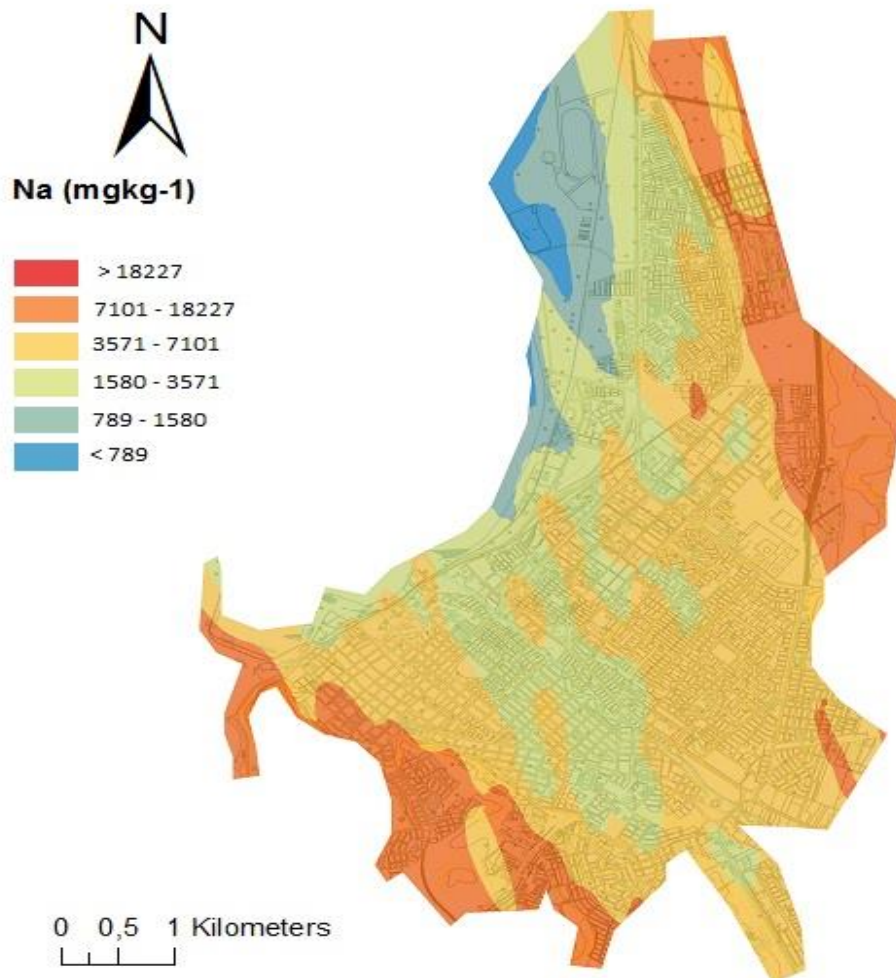 N
Na (mgkg-1)
> 18227
7101 - 18227
3571 - 7101
1580 - 3571
789 - 1580
< 789
0 0,5 1 Kilometers